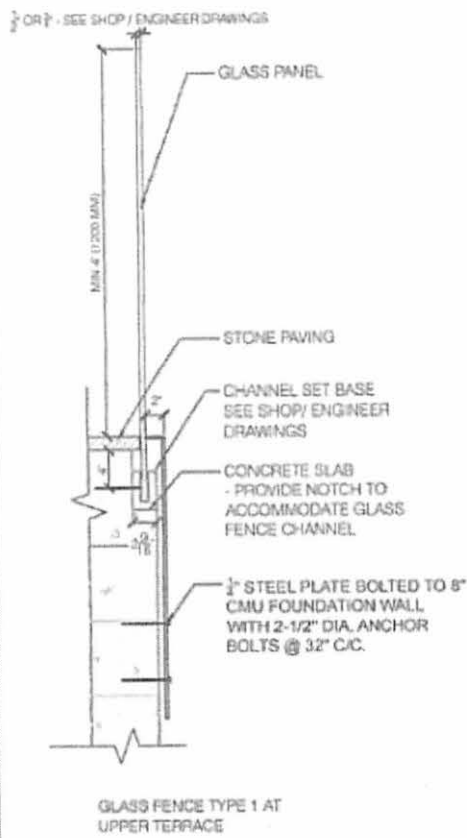 OR - SEE SHOP / ENGINEER DRAWINGS
GLASS PANEL
MIN 4' (1200 MM)
STONE PAVING
2"
CHANNEL SET BASE
SEE SHOP/ ENGINEER
DRAWINGS
4"
CONCRETE SLAB
- PROVIDE NOTCH TO
ACCOMMODATE GLASS
FENCE CHANNEL
STEEL PLATE BOLTED TO 8"
CMU FOUNDATION WALL
WITH 2-1/2" DIA. ANCHOR
BOLTS @ 32" C/C.
GLASS FENCE TYPE 1 AT
UPPER TERRACE